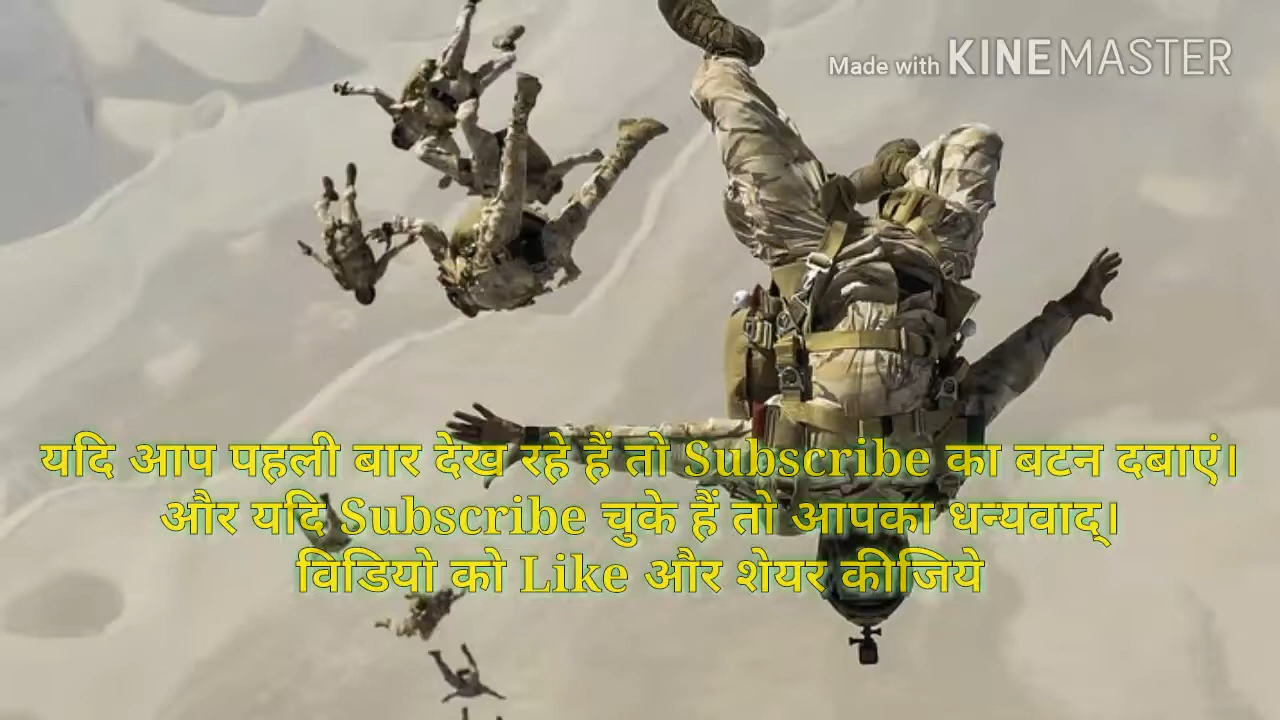 Made with KINEMASTER
यदि आप पहली बार देख रहे हैं तो Subscribe का बटन दबाएं।
और यदि Subscribe चुके हैं तो आपका धन्यवाद्।
विडियो को Like और शेयर कीजिये